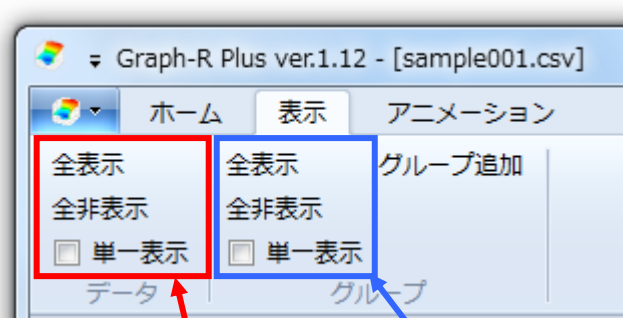 Graph-R Plus ver.1.12 - [sample001.csv]
ホーム 表示 アニメーション
全表示 全表示 グループ追加
全非表示 全非表示
単一表示 単一表示
データ グループ